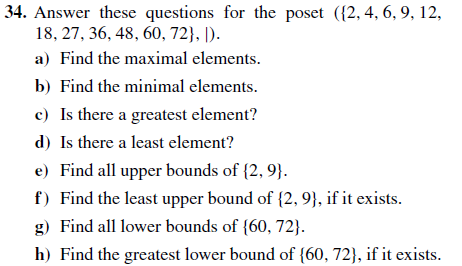 34. Answer these questions for the poset ({2, 4, 6, 9, 12,
18, 27, 36, 48, 60, 72}, |).
a) Find the maximal elements.
b) Find the minimal elements.
c) Is there a greatest element?
d) Is there a least element?
e) Find all upper bounds of {2, 9}.
f) Find the least upper bound of {2, 9}, if it exists.
g) Find all lower bounds of {60, 72}.
h) Find the greatest lower bound of {60, 72}, if it exists.